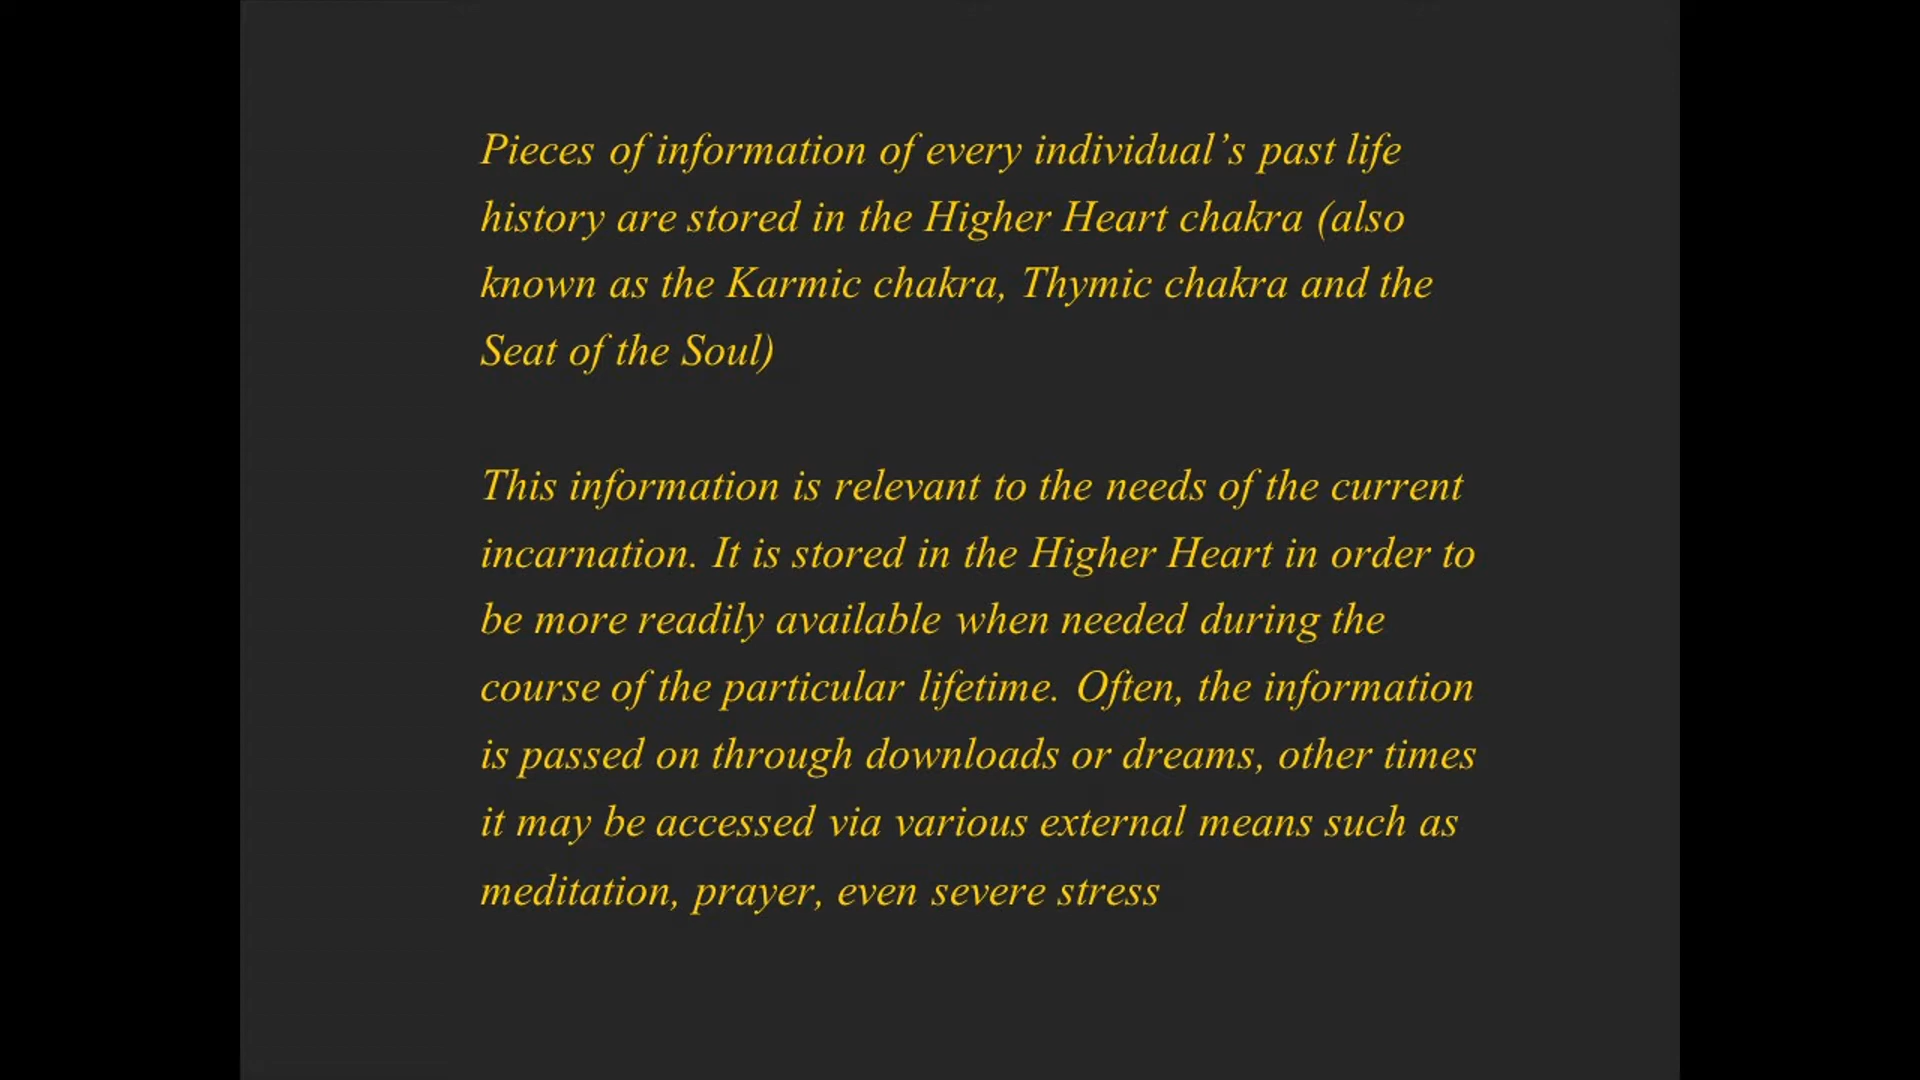 Pieces of information of every individual’s past life
history are stored in the Higher Heart chakra (also
known as the Karmic chakra, Thymic chakra and the
Seat of the Soul)
This information is relevant to the needs of the current
incarnation. It is stored in the Higher Heart in order to
be more readily available when needed during the
course of the particular lifetime. Often, the information
is passed on through downloads or dreams, other times
it may be accessed via various external means such as
meditation, prayer, even severe stress